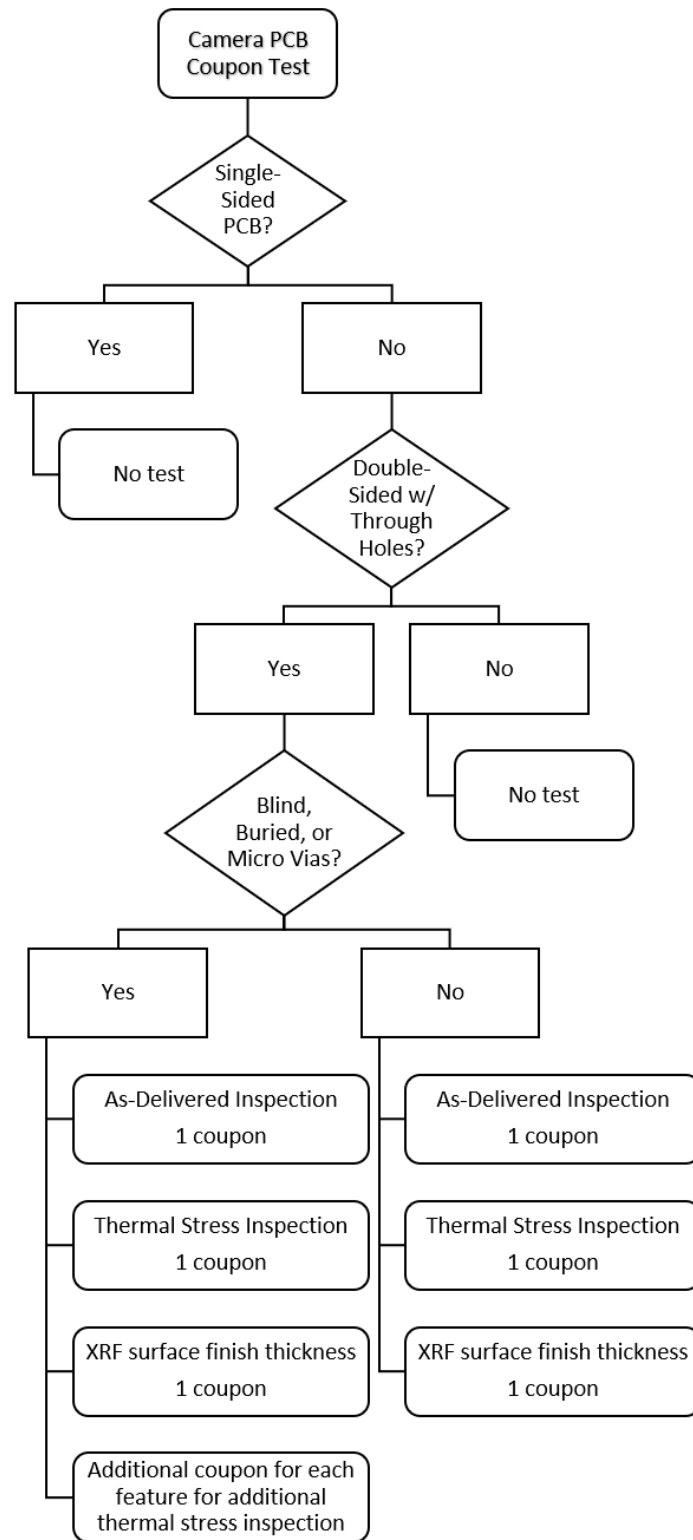 Camera PCB
Coupon Test
Single-
Sided
PCB?
Yes
No
No test
Double-
Sided w/
Through
Holes?
Yes
No
No test
Blind,
Buried, or
Micro Vias?
Yes
No
As-Delivered Inspection
1 coupon
As-Delivered Inspection
1 coupon
Thermal Stress Inspection
1 coupon
Thermal Stress Inspection
1 coupon
XRF surface finish thickness
1 coupon
XRF surface finish thickness
1 coupon
Additional coupon for each
feature for additional
thermal stress inspection